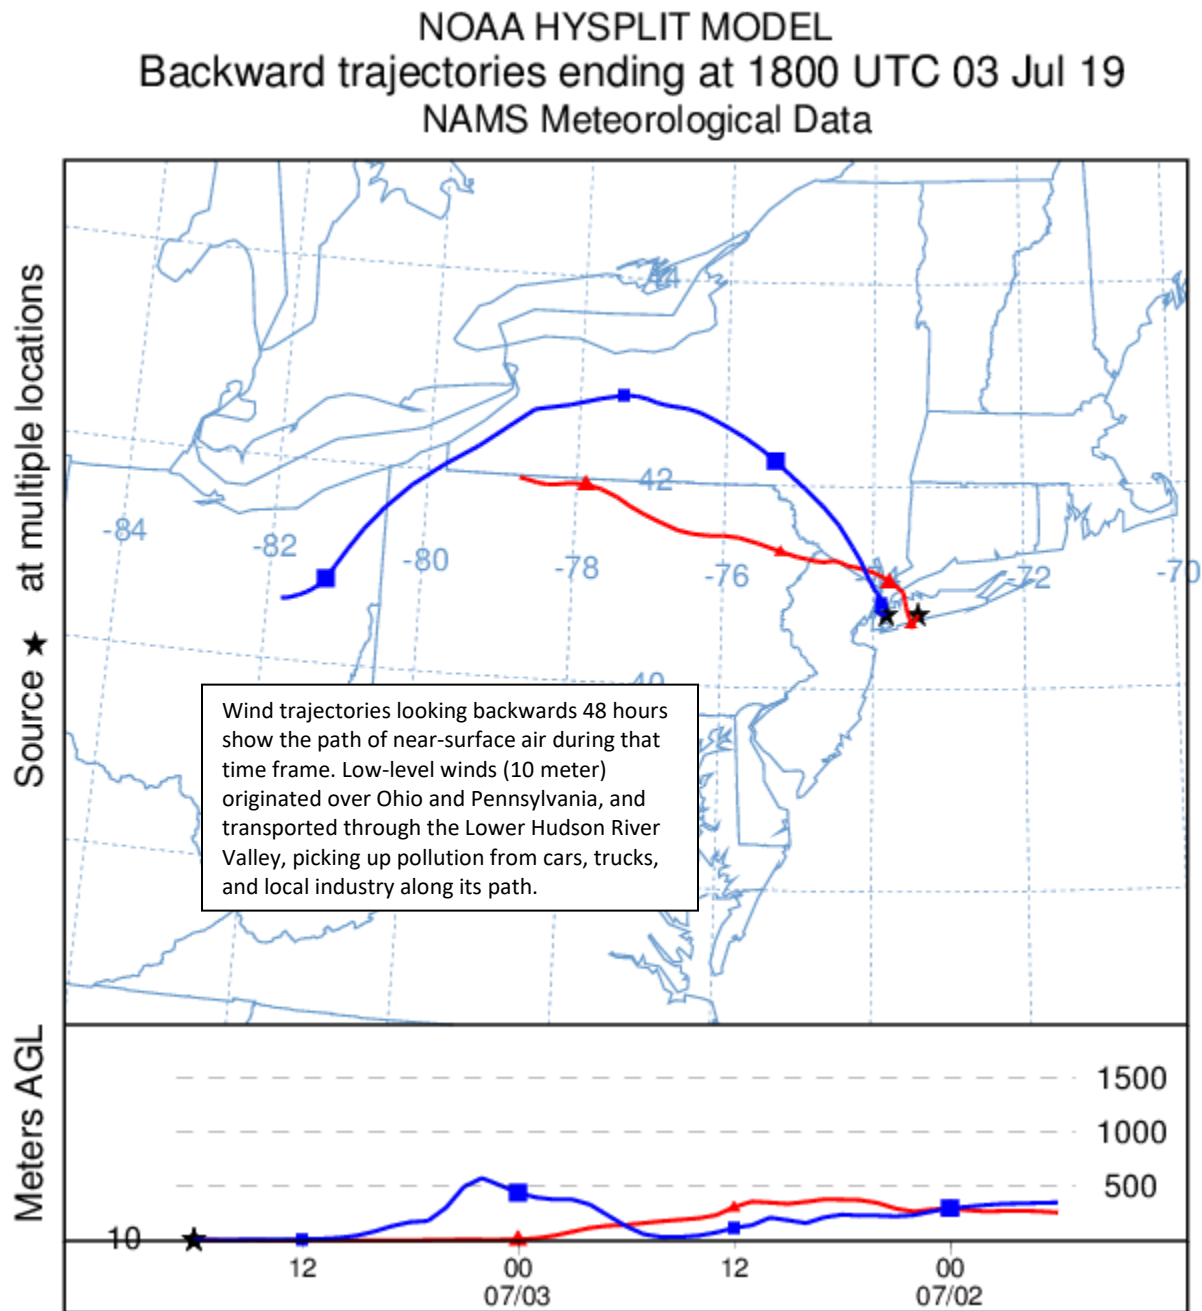 NOAA HYSPLIT MODEL
Backward trajectories ending at 1800 UTC 03 Jul 19
NAMS Meteorological Data
Source ★ at multiple locations
44
42
-84
-82
-80
-78
-76
-74
-72
-70
40
Wind trajectories looking backwards 48 hours
show the path of near-surface air during that
time frame. Low-level winds (10 meter)
originated over Ohio and Pennsylvania, and
transported through the Lower Hudson River
Valley, picking up pollution from cars, trucks,
and local industry along its path.
Meters AGL
1500
1000
500
10
12 00 12 00
07/03 07/02